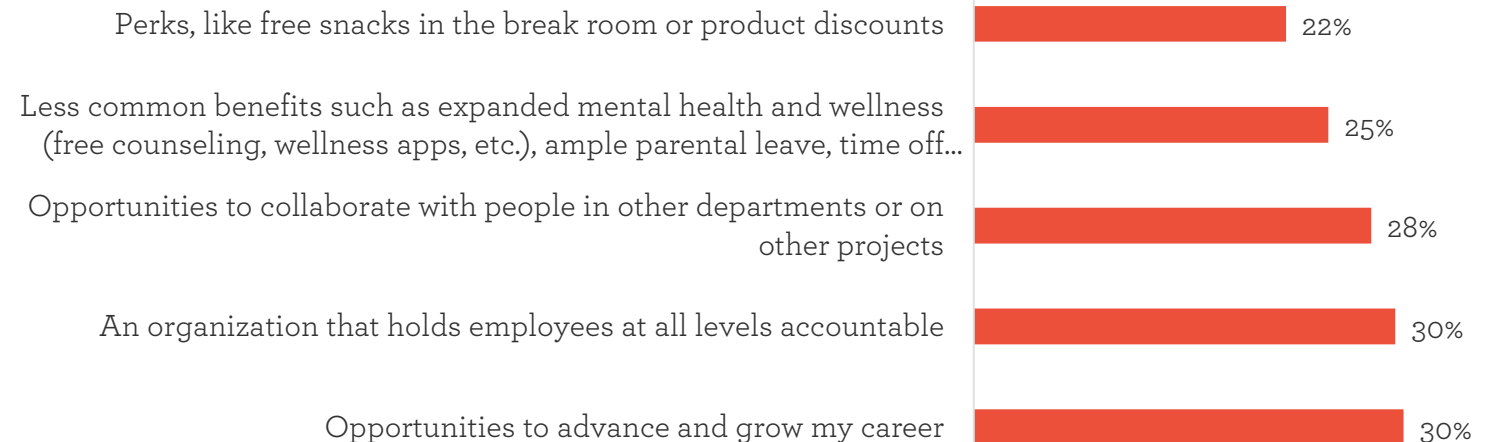 Perks, like free snacks in the break room or product discounts
22%
Less common benefits such as expanded mental health and wellness
(free counseling, wellness apps, etc.), ample parental leave, time off...
25%
Opportunities to collaborate with people in other departments or on
other projects
28%
An organization that holds employees at all levels accountable
30%
Opportunities to advance and grow my career
30%